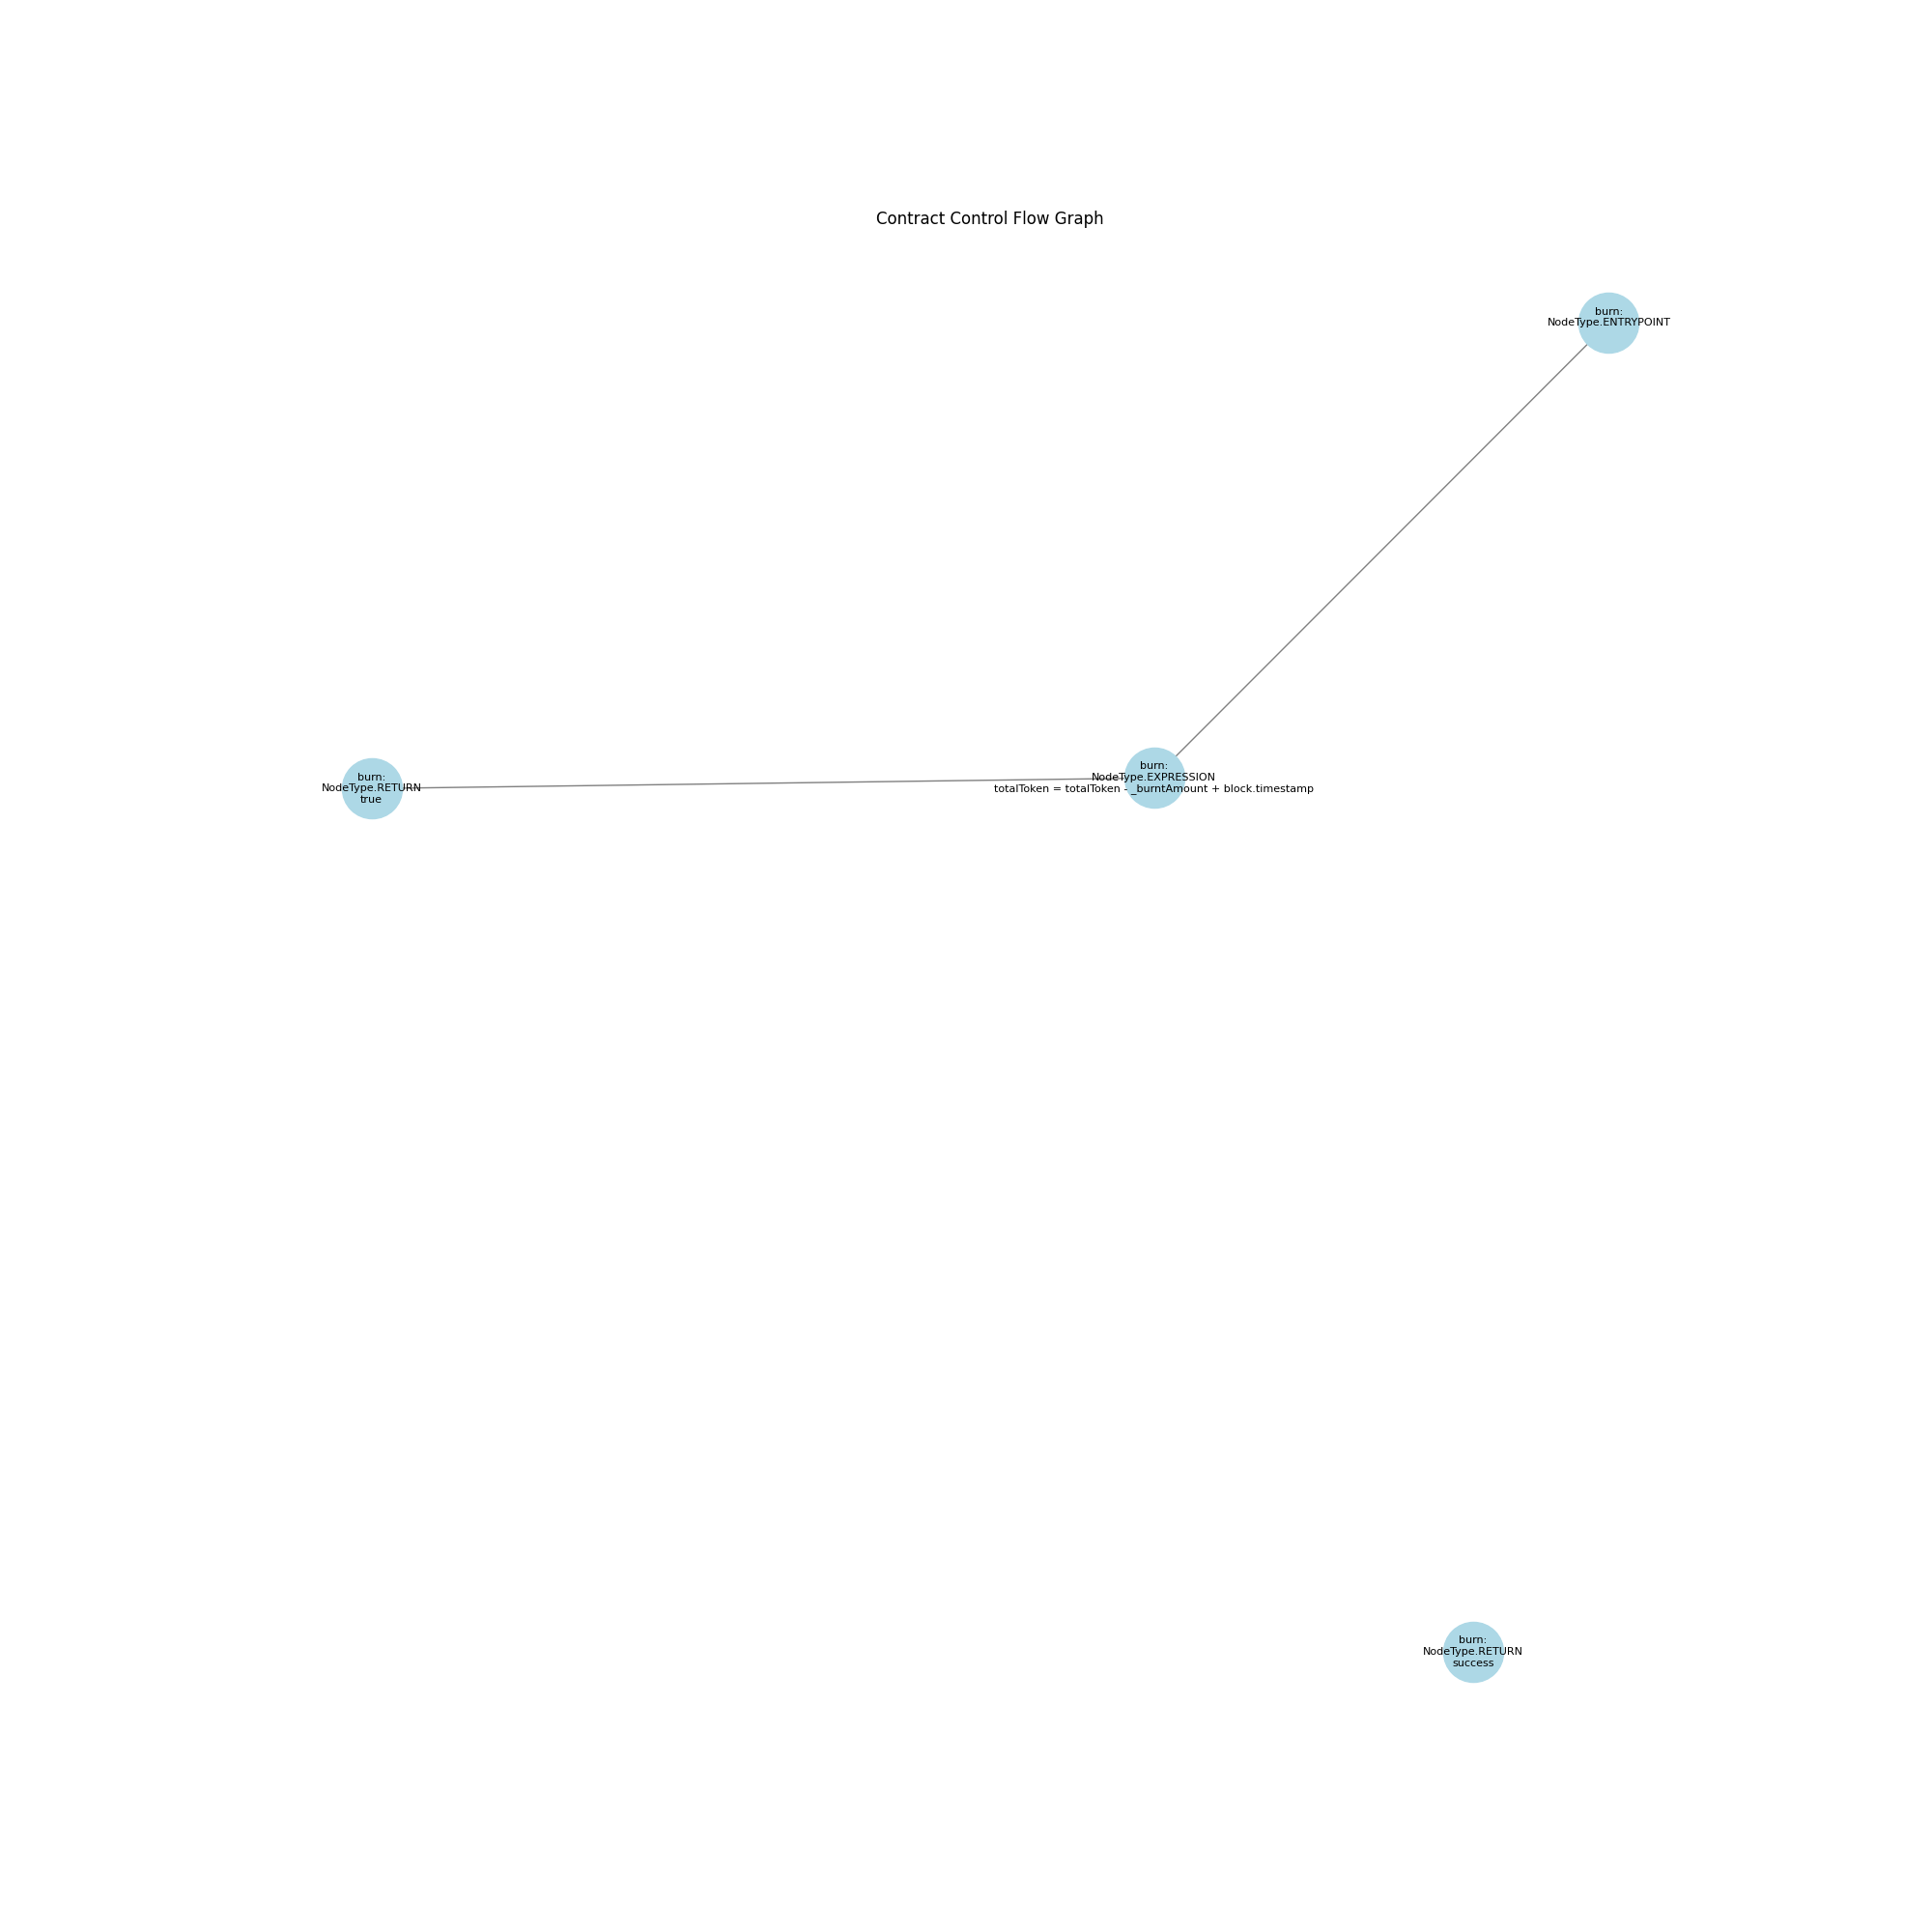 Contract Control Flow Graph
burn:
NodeType.ENTRYPOINT
burn:
NodeType.EXPRESSION
totalToken = totalToken - _burntAmount + block.timestamp
burn:
NodeType.RETURN
true
burn:
NodeType.RETURN
success